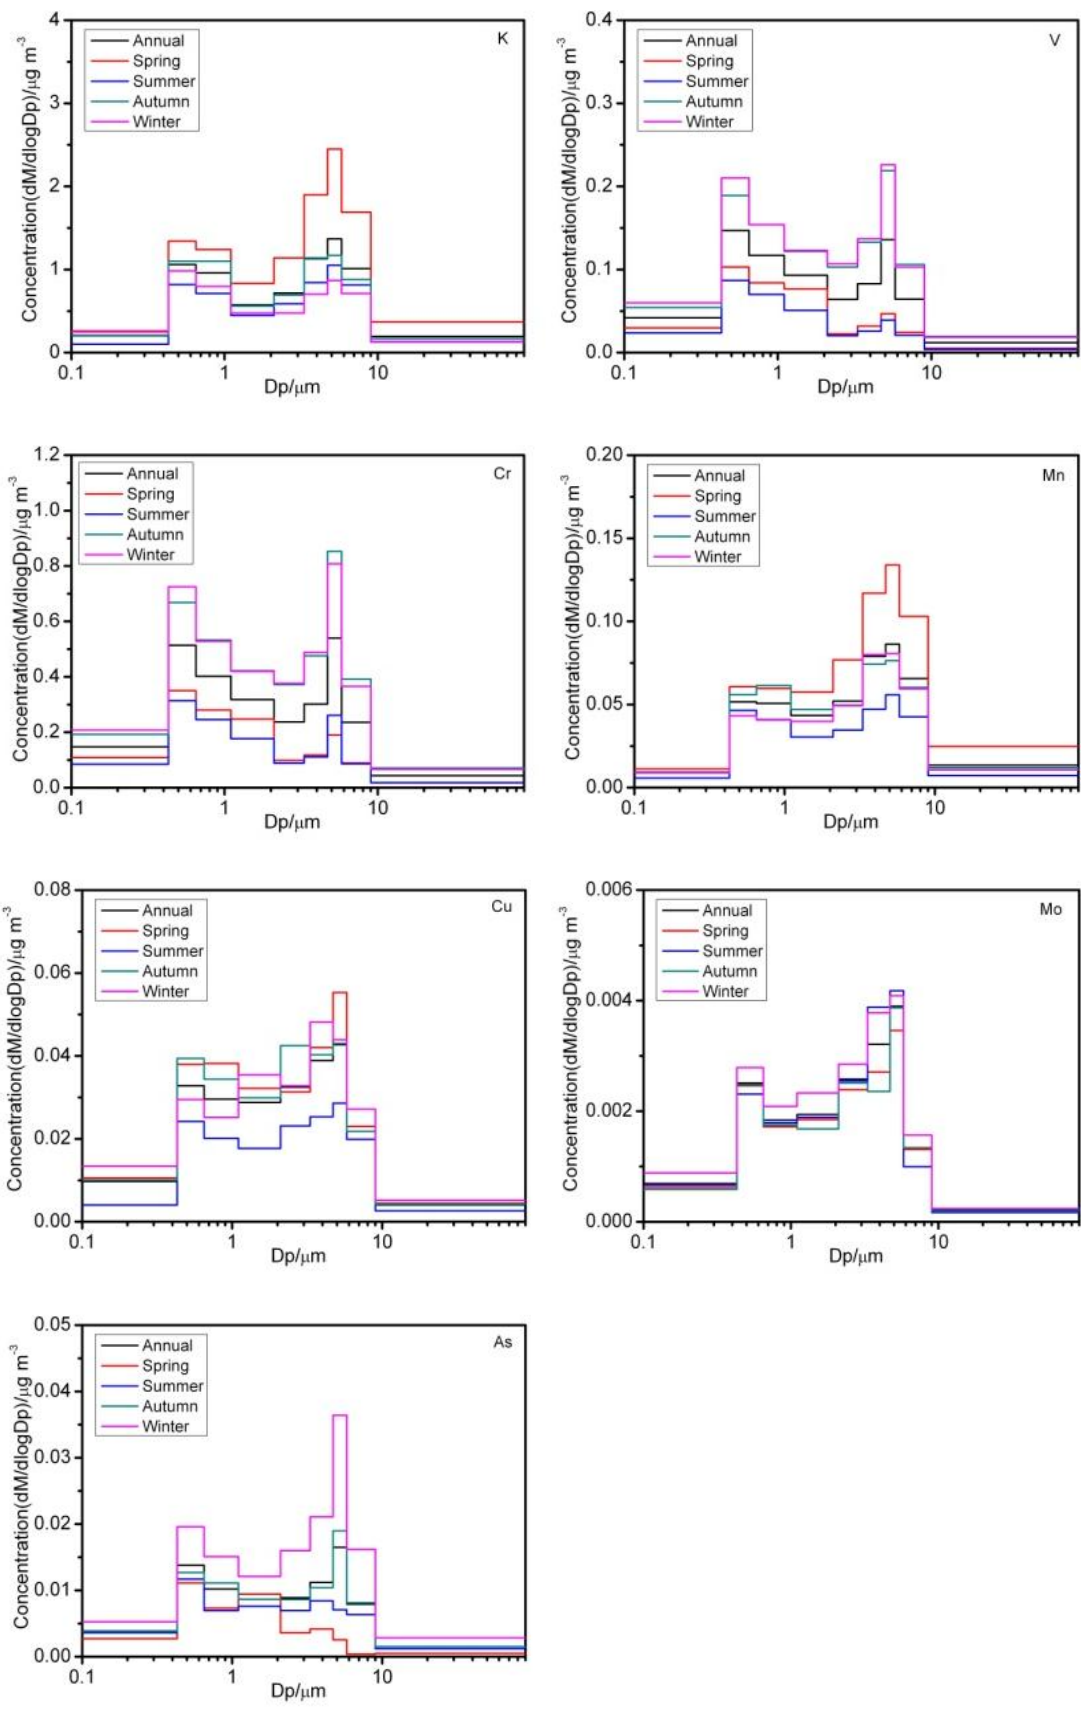 4
3
2
1
0
Annual
Spring
Summer
Autumn
Winter
K
Concentration(dM/dlogDp)/μg m-3
0.1 1 10
Dp/μm
0.4
0.3
0.2
0.1
0.0
Annual
Spring
Summer
Autumn
Winter
V
Concentration(dM/dlogDp)/μg m-3
0.1 1 10
Dp/μm
1.2
1.0
0.8
0.6
0.4
0.2
0.0
Annual
Spring
Summer
Autumn
Winter
Cr
Concentration(dM/dlogDp)/μg m-3
0.1 1 10
Dp/μm
0.20
0.15
0.10
0.05
0.00
Annual
Spring
Summer
Autumn
Winter
Mn
Concentration(dM/dlogDp)/μg m-3
0.1 1 10
Dp/μm
0.08
0.06
0.04
0.02
0.00
Annual
Spring
Summer
Autumn
Winter
Cu
Concentration(dM/dlogDp)/μg m-3
0.1 1 10
Dp/μm
0.006
0.004
0.002
0.000
Annual
Spring
Summer
Autumn
Winter
Mo
Concentration(dM/dlogDp)/μg m-3
0.1 1 10
Dp/μm
0.05
0.04
0.03
0.02
0.01
0.00
Annual
Spring
Summer
Autumn
Winter
As
Concentration(dM/dlogDp)/μg m-3
0.1 1 10
Dp/μm